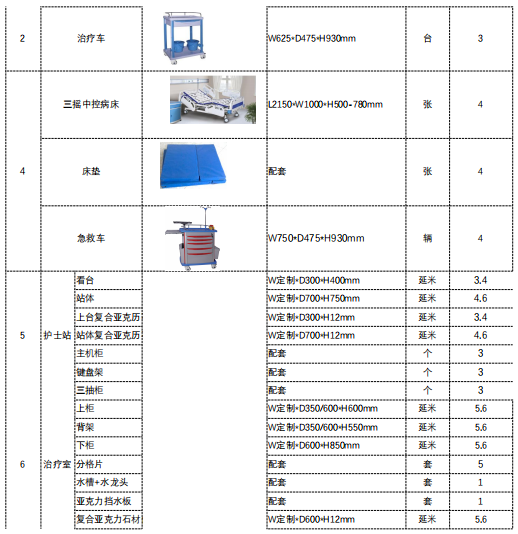 2 治疗车 W625*D475*H930mm 台 3
三摇中控病床 L2150*W1000*H500-780mm 张 4
4 床垫 配套 张 4
急救车 W750*D475*H930mm 辆 4
看台 W定制*D300*H400mm 延米 3.4
站体 W定制*D700*H750mm 延米 4.6
上台复合亚克历 W定制*D300*H12mm 延米 3.4
5 护士站 站体复合亚克历 W定制*D700*H12mm 延米 4.6
主机柜 配套 个 3
键盘架 配套 个 3
三抽柜 配套 个 3
上柜 W定制*D350/600*H600mm 延米 5.6
背架 W定制*D350/600*H550mm 延米 5.6
下柜 W定制*D600*H850mm 延米 5.6
6 治疗室 分格片 配套 套 5
水槽+水龙头 配套 套 1
亚克力挡水板 配套 套 1
复合亚克力石材 W定制*D600*H12mm 延米 5.6